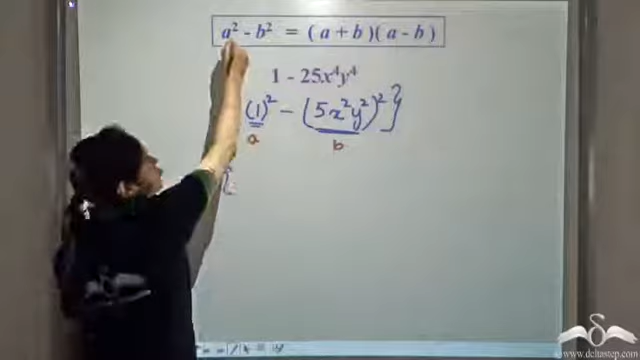 a² - b² = ( a + b )( a - b )
1 - 25x⁴y⁴
(1)² - (5x²y²)² }
a b
{
www.deltastep.com